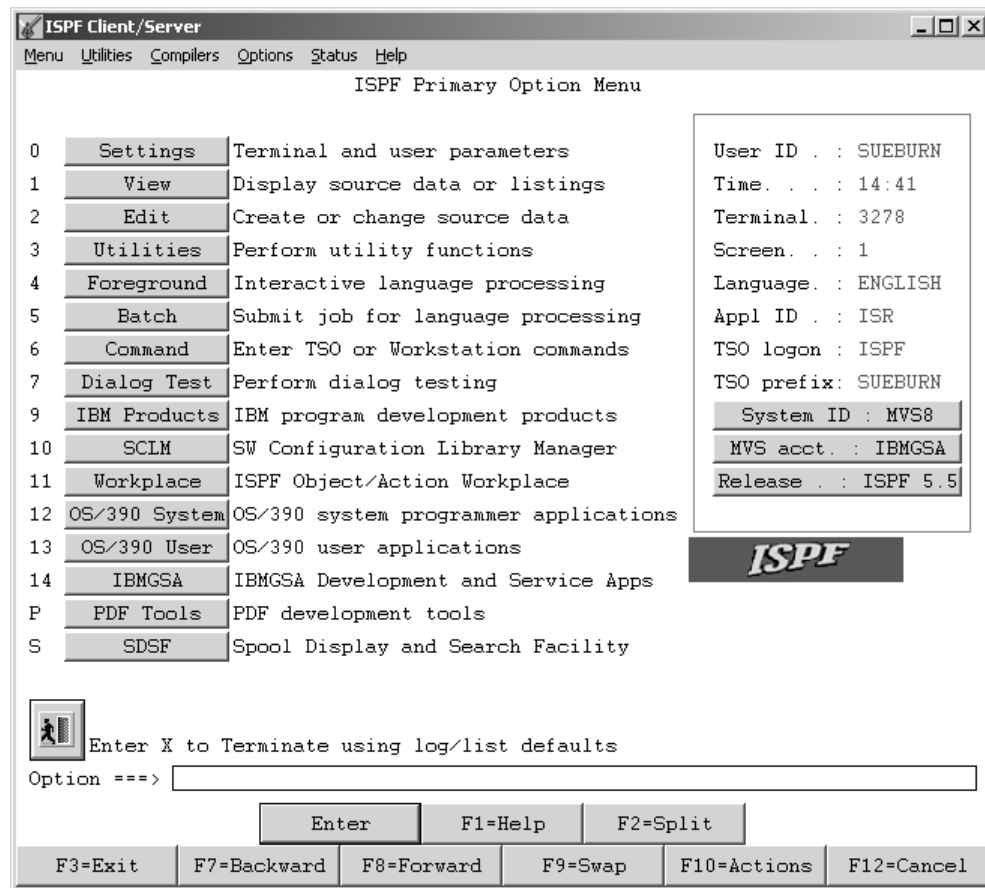 ISPF Client/Server
Menu Utilities Compilers Options Status Help
ISPF Primary Option Menu
0 Settings Terminal and user parameters
1 View Display source data or listings
2 Edit Create or change source data
3 Utilities Perform utility functions
4 Foreground Interactive language processing
5 Batch Submit job for language processing
6 Command Enter TSO or Workstation commands
7 Dialog Test Perform dialog testing
9 IBM Products IBM program development products
10 SCLM SW Configuration Library Manager
11 Workplace ISPF Object/Action Workplace
12 OS/390 System OS/390 system programmer applications
13 OS/390 User OS/390 user applications
14 IBMGSA IBMGSA Development and Service Apps
P PDF Tools PDF development tools
S SDSF Spool Display and Search Facility
User ID . : SUEBURN
Time. . . : 14:41
Terminal. : 3278
Screen. . : 1
Language. : ENGLISH
Appl ID . : ISR
TSO logon : ISPF
TSO prefix: SUEBURN
System ID : MVS8
MVS acct. : IBMGSA
Release . : ISPF 5.5
ISPF
Enter X to Terminate using log/list defaults
Option ===>
Enter F1=Help F2=Split
F3=Exit F7=Backward F8=Forward F9=Swap F10=Actions F12=Cancel